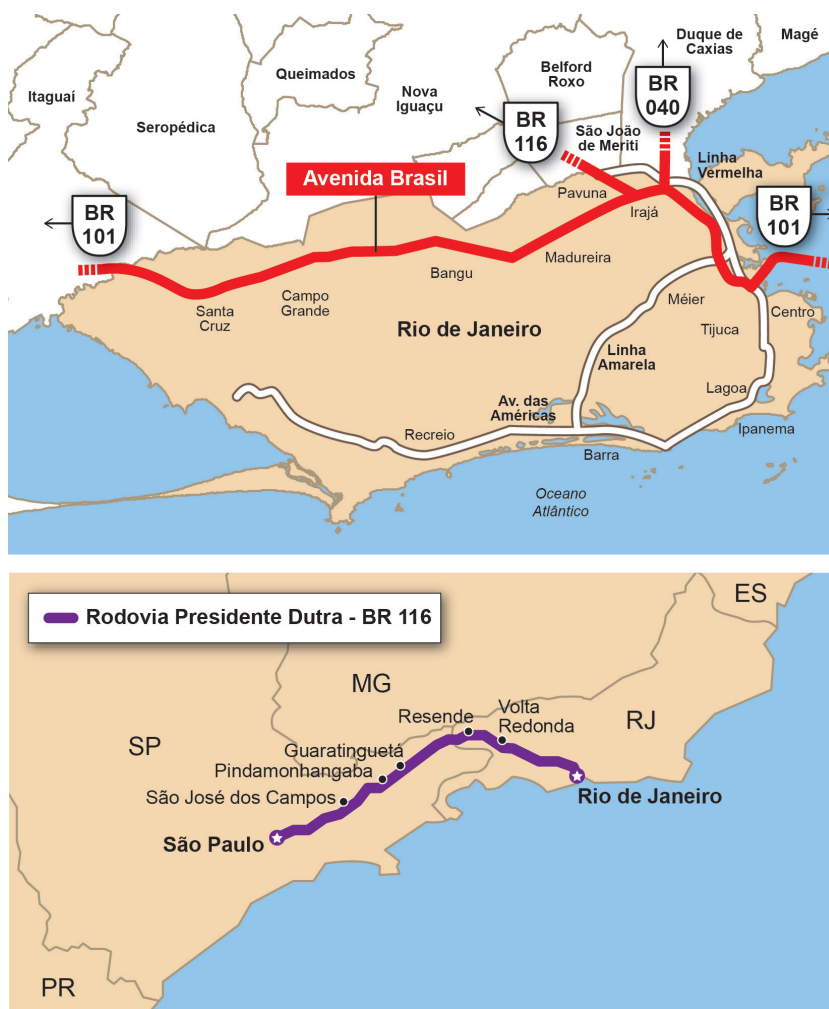 Duque de
Caxias
Magé
Itaguaí
Queimados
Belford
Roxo
BR
040
Nova
Iguaçu
Seropédica
BR
116
São João
de Meriti
Linha
Vermelha
Avenida Brasil
Pavuna
Irajá
BR
101
BR
101
Madureira
Bangu
Campo
Grande
Santa
Cruz
Méier
Centro
Rio de Janeiro
Tijuca
Linha
Amarela
Lagoa
Av. das
Américas
Recreio
Ipanema
Barra
Oceano
Atlântico
Rodovia Presidente Dutra - BR 116
ES
MG
Volta
Redonda
Resende
RJ
SP
Guaratinguetá
Pindamonhangaba
São José dos Campos
Rio de Janeiro
São Paulo
PR